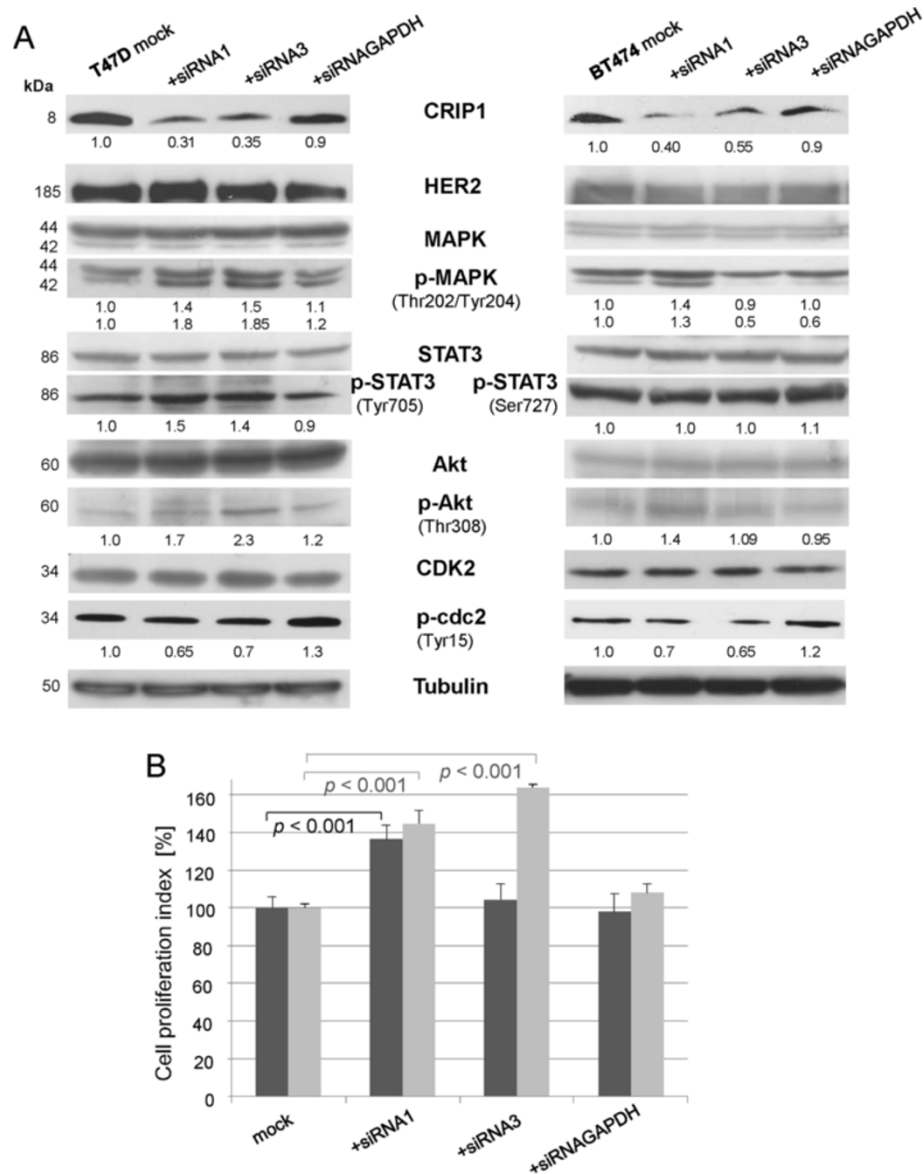 A
T47D mock
+siRNA1
+siRNA3
+siRNAGAPDH
BT474 mock
+siRNA1
+siRNA3
+siRNAGAPDH
kDa
8
CRIP1
1.0 0.31 0.35 0.9
1.0 0.40 0.55 0.9
185
HER2
44
42
MAPK
44
42
p-MAPK
(Thr202/Tyr204)
1.0 1.4 1.5 1.1
1.0 1.8 1.85 1.2
1.0 1.4 0.9 1.0
1.0 1.3 0.5 0.6
86
STAT3
86
p-STAT3
(Tyr705)
p-STAT3
(Ser727)
1.0 1.5 1.4 0.9
1.0 1.0 1.0 1.1
60
Akt
60
p-Akt
(Thr308)
1.0 1.7 2.3 1.2
1.0 1.4 1.09 0.95
34
CDK2
34
p-cdc2
(Tyr15)
1.0 0.65 0.7 1.3
1.0 0.7 0.65 1.2
50
Tubulin
B
Cell proliferation index [%]
160
140
120
100
80
60
40
20
0
p < 0.001
p < 0.001
p < 0.001
mock
+siRNA1
+siRNA3
+siRNAGAPDH